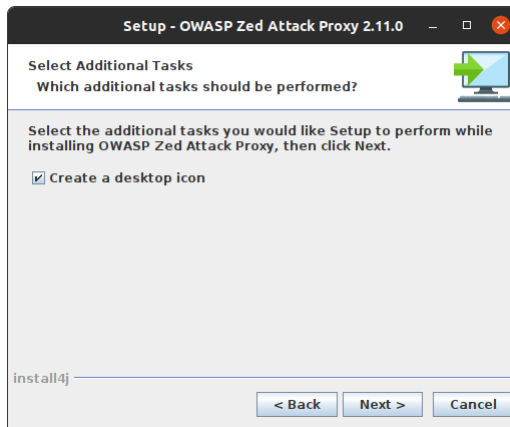 Setup - OWASP Zed Attack Proxy 2.11.0
Select Additional Tasks
Which additional tasks should be performed?
Select the additional tasks you would like Setup to perform while
installing OWASP Zed Attack Proxy, then click Next.
Create a desktop icon
install4j
< Back
Next >
Cancel